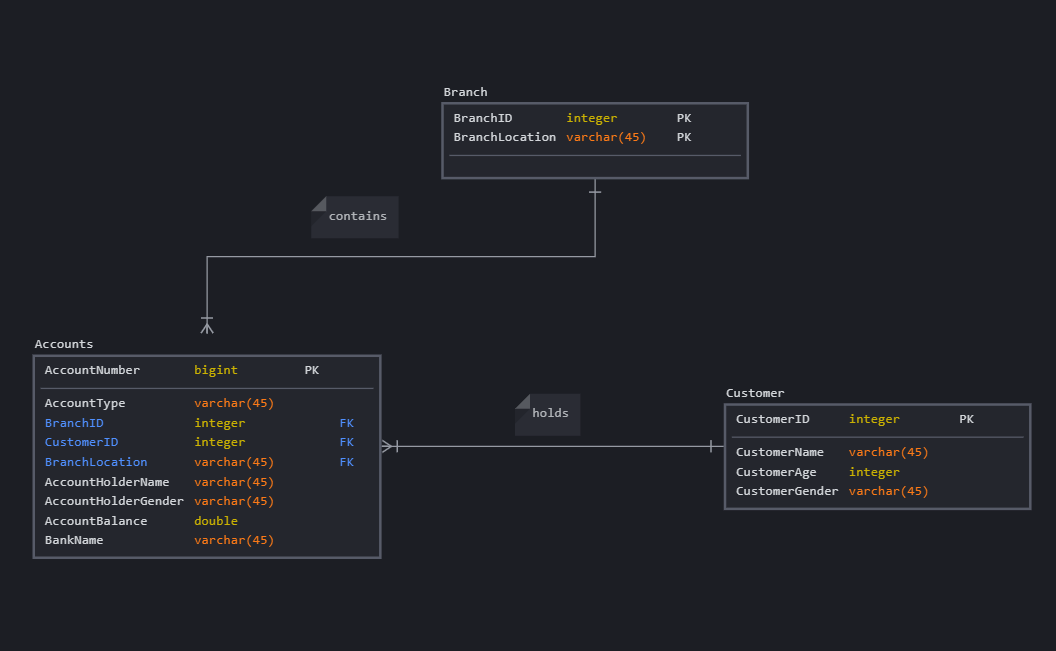 Branch
BranchID integer PK
BranchLocation varchar(45) PK
contains
Accounts
AccountNumber bigint PK
AccountType varchar(45)
BranchID integer FK
CustomerID integer FK
BranchLocation varchar(45) FK
AccountHolderName varchar(45)
AccountHolderGender varchar(45)
AccountBalance double
BankName varchar(45)
holds
Customer
CustomerID integer PK
CustomerName varchar(45)
CustomerAge integer
CustomerGender varchar(45)